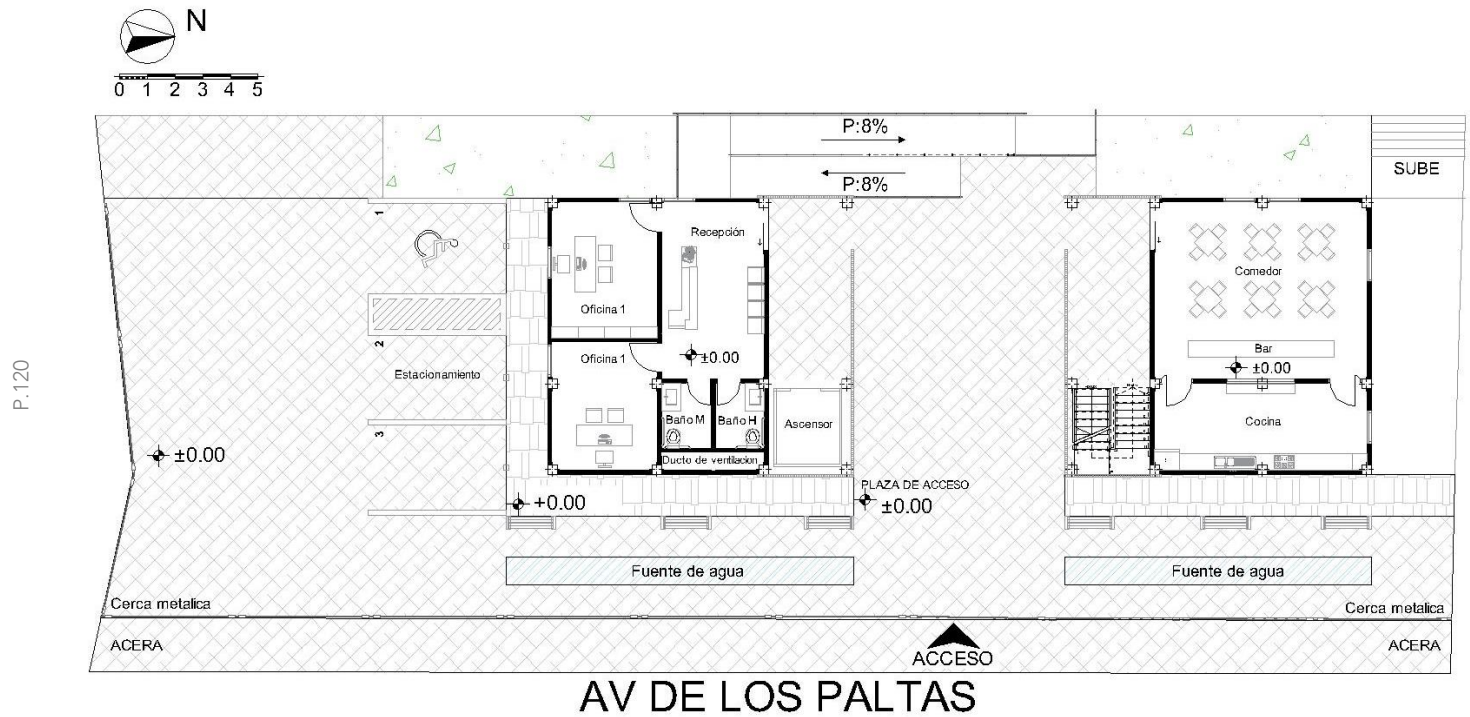 N
0 1 2 3 4 5
P:8%
P:8%
SUBE
1
Recepción
Comedor
Oficina 1
2
Oficina 1
±0.00
Bar
±0.00
P.120
Estacionamiento
Baño M
Baño H
Ascensor
Cocina
3
±0.00
Ducto de ventilacion
PLAZA DE ACCESO
+0.00
±0.00
Fuente de agua
Fuente de agua
Cerca metalica
Cerca metalica
ACERA
ACCESO
ACERA
AV DE LOS PALTAS